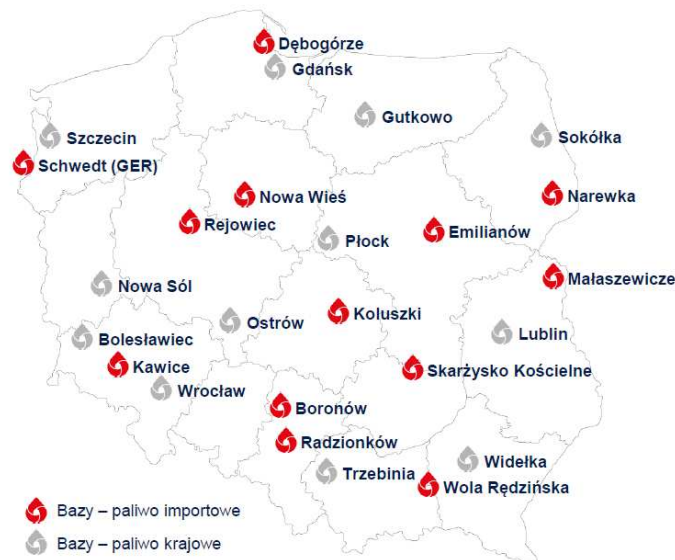 Dębogórze
Gdańsk
Gutkowo
Szczecin
Sokółka
Schwedt (GER)
Nowa Wieś
Narewka
Rejowiec
Płock
Emilianów
Małaszewicze
Nowa Sól
Ostrów
Koluszki
Lublin
Bolesławiec
Kawice
Skarżysko Kościelne
Wrocław
Boronów
Radzionków
Trzebinia
Widełka
Wola Rędzińska
Bazy – paliwo importowe
Bazy – paliwo krajowe